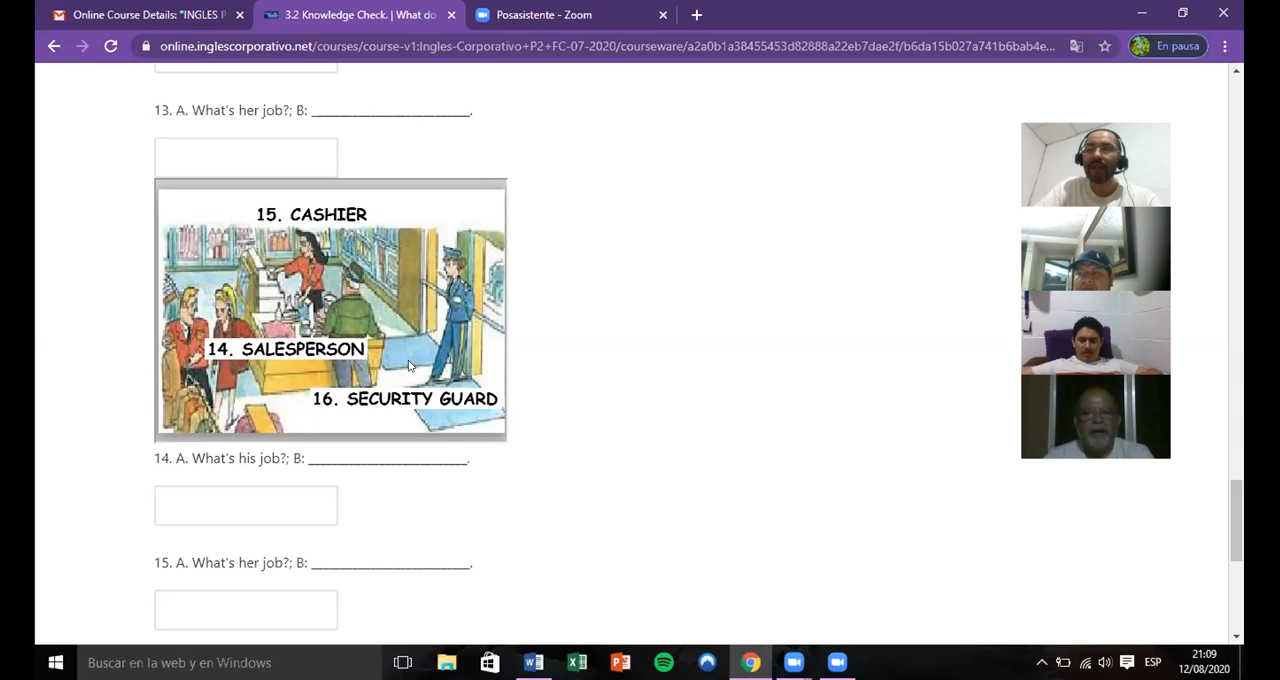 Online Course Details: "INGLES P
3.2 Knowledge Check. | What do
Posasistente - Zoom
online.inglescorporativo.net/courses/course-v1:Ingles-Corporativo+P2+FC-07-2020/courseware/a2a0b1a38455453d82888a22eb7dae2f/b6da15b027a741b6bab4e...
En pausa
13. A. What's her job?; B: ________________________.
15. CASHIER
14. SALESPERSON
16. SECURITY GUARD
14. A. What's his job?; B: ________________________.
15. A. What's her job?; B: ________________________.
Buscar en la web y en Windows
ESP
21:09
12/08/2020